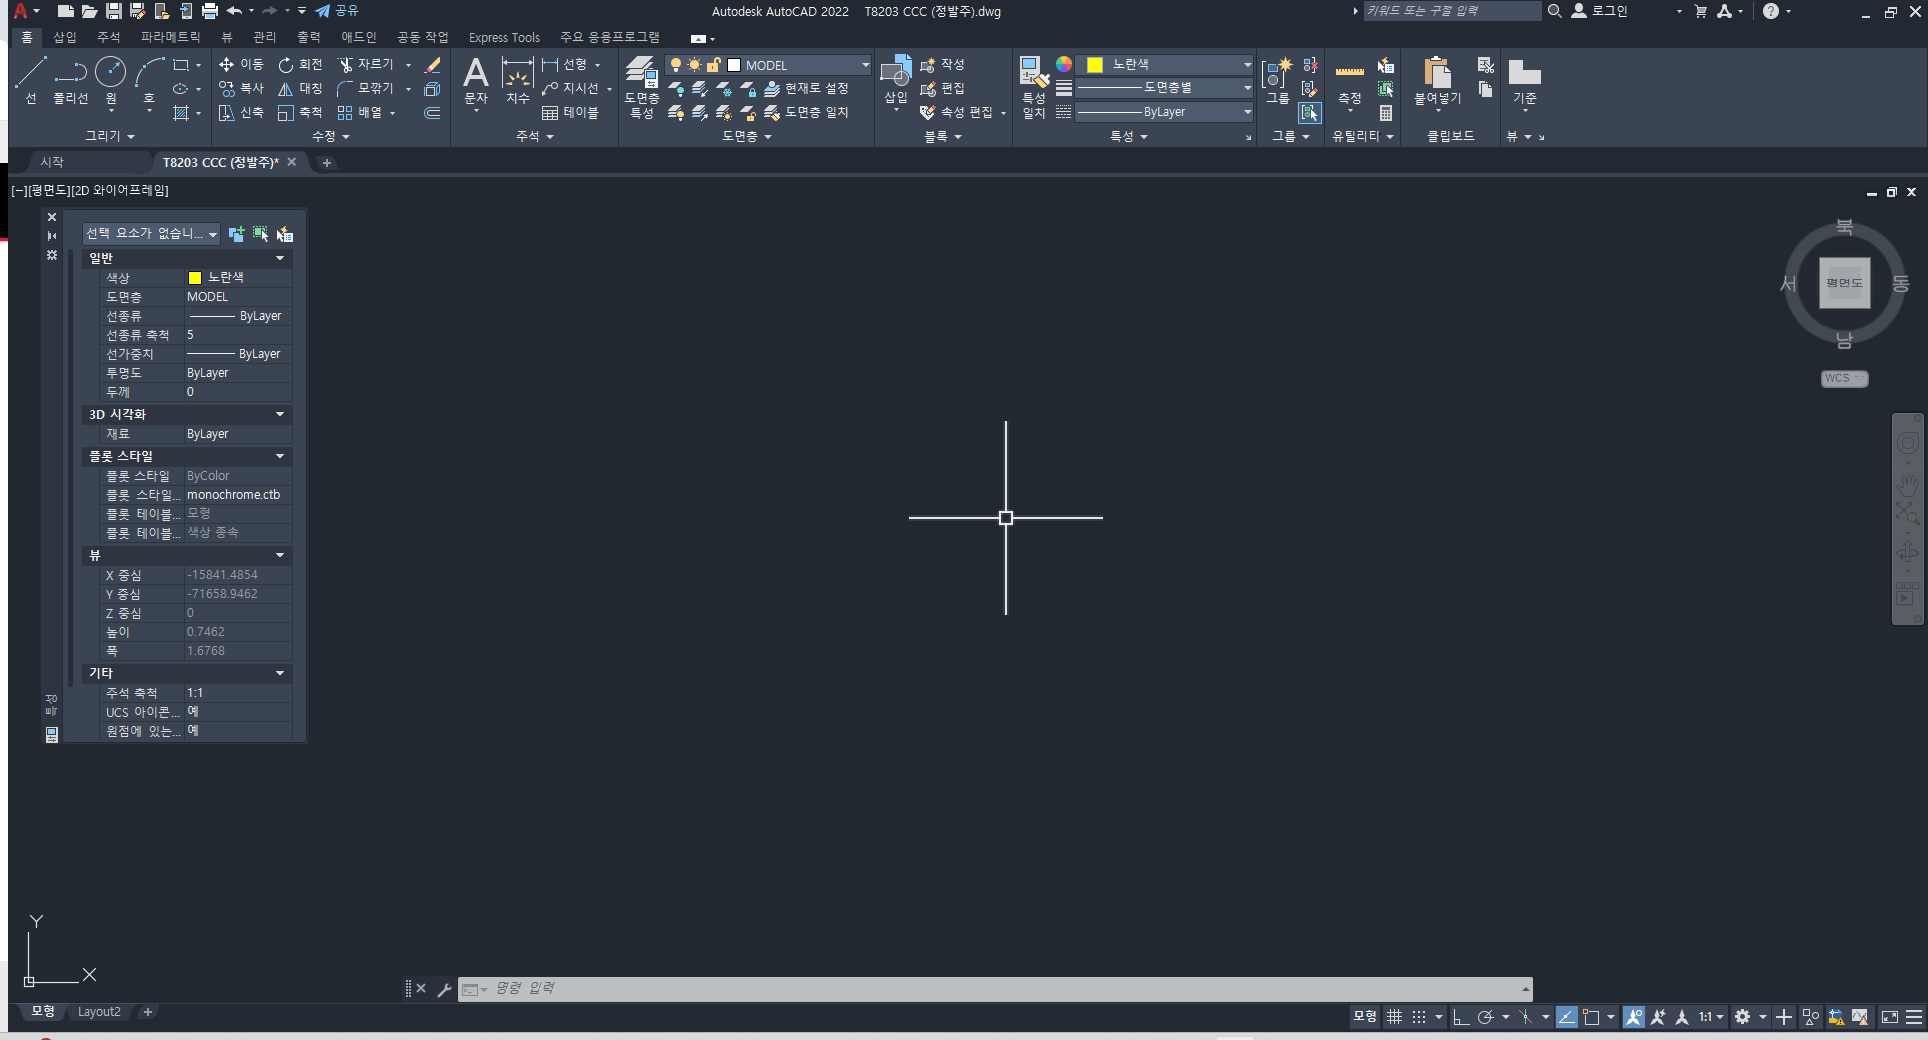 공유
Autodesk AutoCAD 2022 T8203 CCC (정발주).dwg
키워드 또는 구절 입력
로그인
홈 삽입 주석 파라메트릭 뷰 관리 출력 애드인 공동 작업 Express Tools 주요 응용프로그램
선
폴리선
원
호
그리기
이동
회전
자르기
복사
대칭
모깎기
신축
축척
배열
수정
문자
치수
선형
지시선
테이블
주석
도면층
특성
MODEL
현재로 설정
도면층 일치
도면층
삽입
작성
편집
속성 편집
블록
특성
일치
노란색
도면층별
ByLayer
특성
그룹
그룹
측정
유틸리티
붙여넣기
클립보드
기준
뷰
시작
T8203 CCC (정발주)*
[−][평면도][2D 와이어프레임]
선택 요소가 없습니...
일반
색상 노란색
도면층 MODEL
선종류 ByLayer
선종류 축척 5
선가중치 ByLayer
투명도 ByLayer
두께 0
3D 시각화
재료 ByLayer
플롯 스타일
플롯 스타일 ByColor
플롯 스타일... monochrome.ctb
플롯 테이블... 모형
플롯 테이블... 색상 종속
뷰
X 중심 -15841.4854
Y 중심 -71658.9462
Z 중심 0
높이 0.7462
폭 1.6768
기타
주석 축척 1:1
UCS 아이콘... 예
원점에 있는... 예
특성
북
서
평면도
동
남
WCS
Y
X
명령 입력
모형 Layout2
모형
1:1